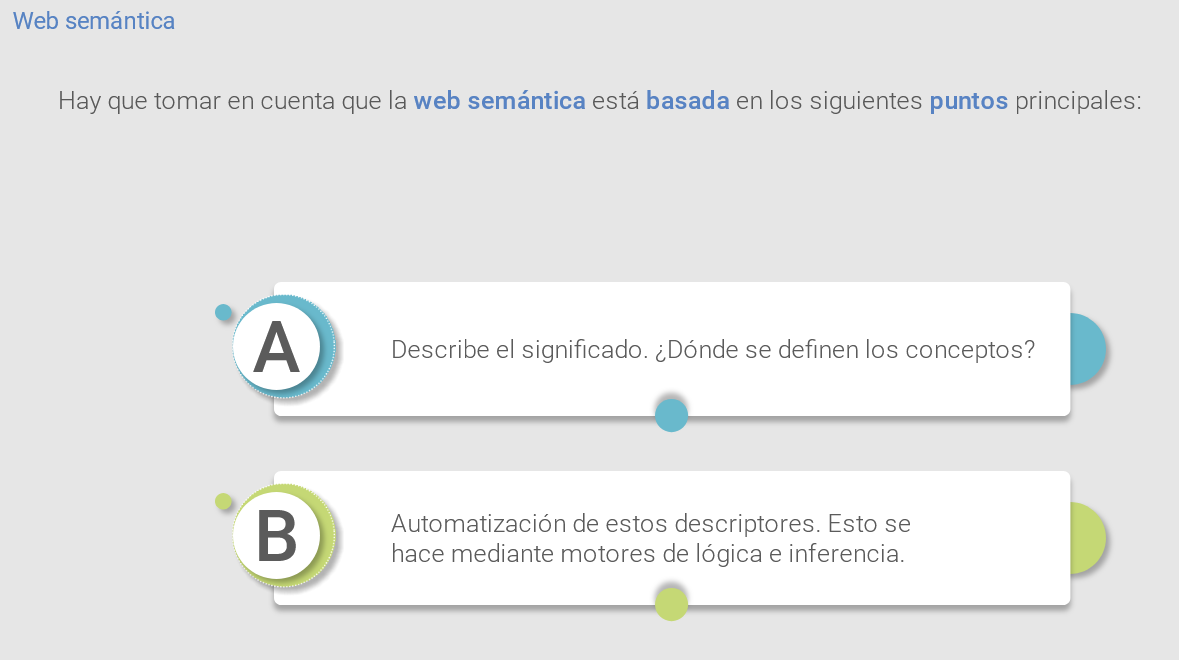 Web semántica
Hay que tomar en cuenta que la web semántica está basada en los siguientes puntos principales:
A
Describe el significado. ¿Dónde se definen los conceptos?
B
Automatización de estos descriptores. Esto se
hace mediante motores de lógica e inferencia.